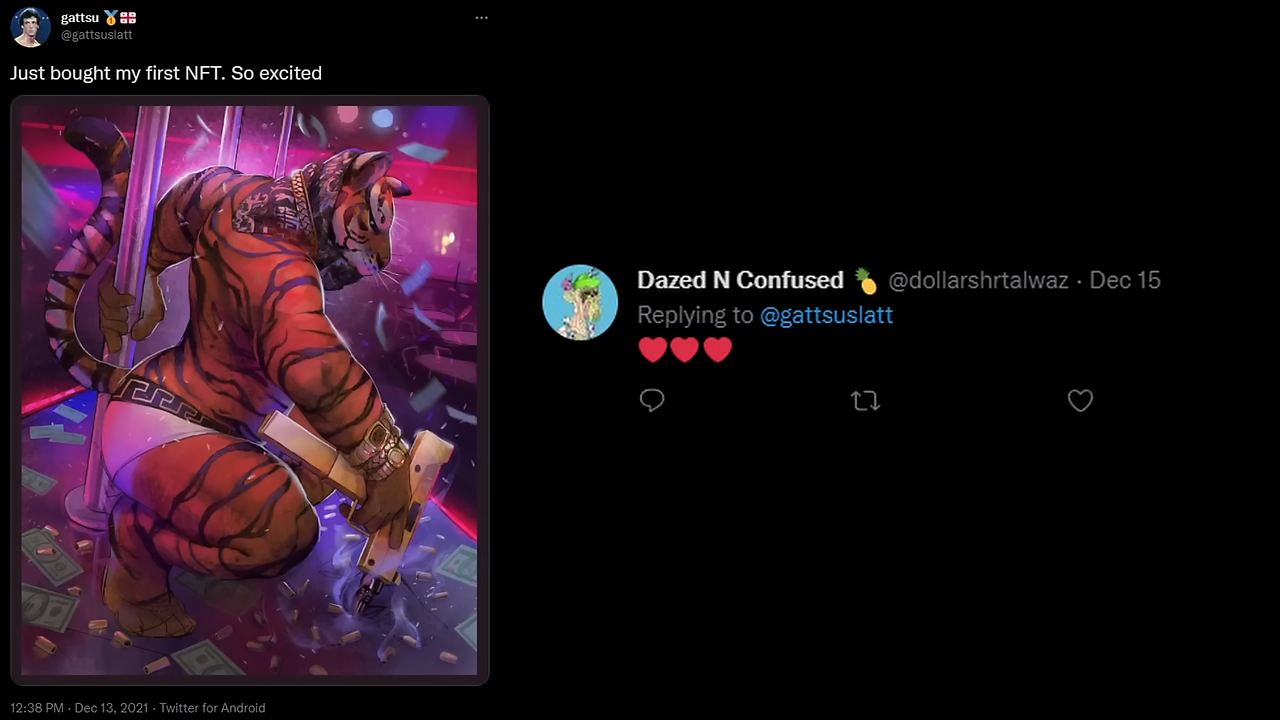 gattsu
@gattsuslatt
Just bought my first NFT. So excited
12:38 PM · Dec 13, 2021 · Twitter for Android
Dazed N Confused 🍍 @dollarshrtalwaz · Dec 15
Replying to @gattsuslatt
❤️❤️❤️